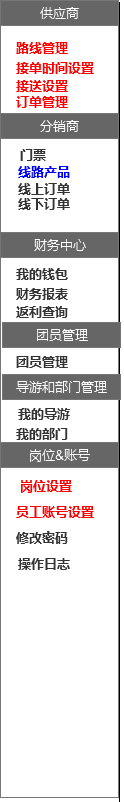 供应商
路线管理
接单时间设置
接送设置
订单管理
分销商
门票
线路产品
线上订单
线下订单
财务中心
我的钱包
财务报表
返利查询
团员管理
团员管理
导游和部门管理
我的导游
我的部门
岗位&账号
岗位设置
员工账号设置
修改密码
操作日志